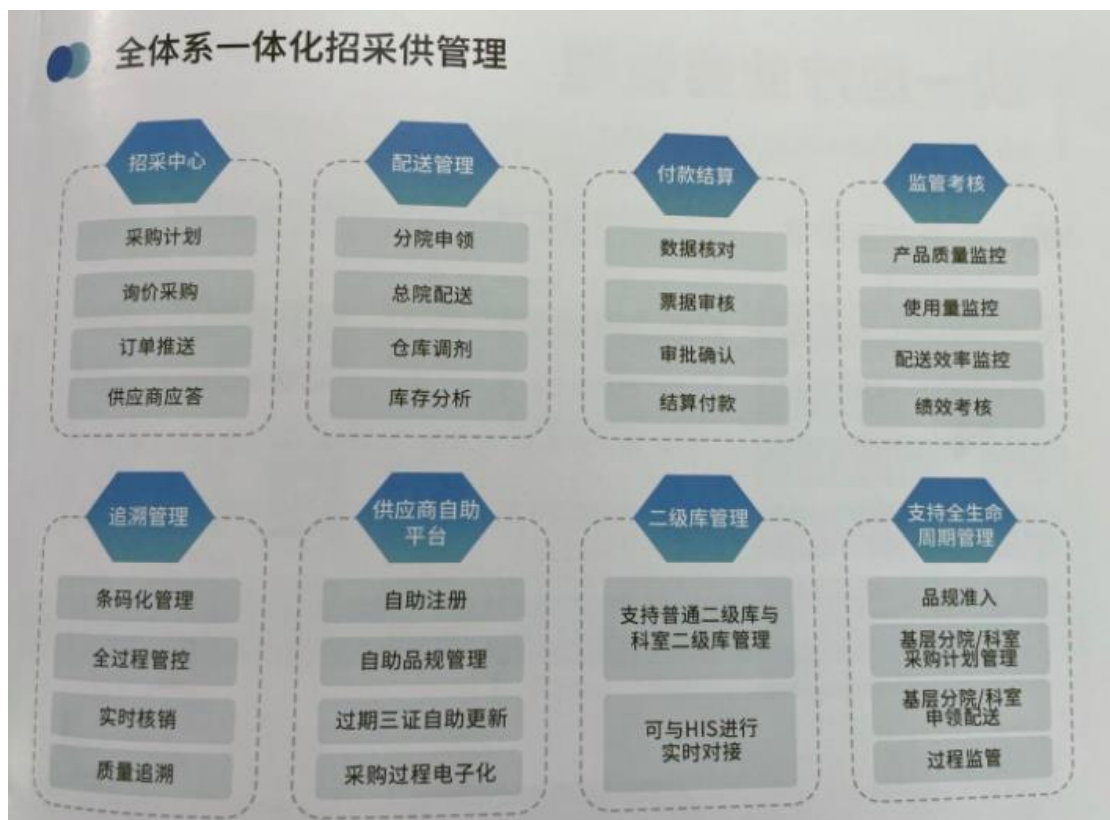 全体系一体化招采供管理
招采中心
采购计划
询价采购
订单推送
供应商应答
配送管理
分院申领
总院配送
仓库调剂
库存分析
付款结算
数据核对
票据审核
审批确认
结算付款
监管考核
产品质量监控
使用量监控
配送效率监控
绩效考核
追溯管理
条码化管理
全过程管控
实时核销
质量追溯
供应商自助
平台
自助注册
自助品规管理
过期三证自助更新
采购过程电子化
二级库管理
支持普通二级库与
科室二级库管理
可与HIS进行
实时对接
支持全生命
周期管理
品规准入
基层分院/科室
采购计划管理
基层分院/科室
申领配送
过程监管